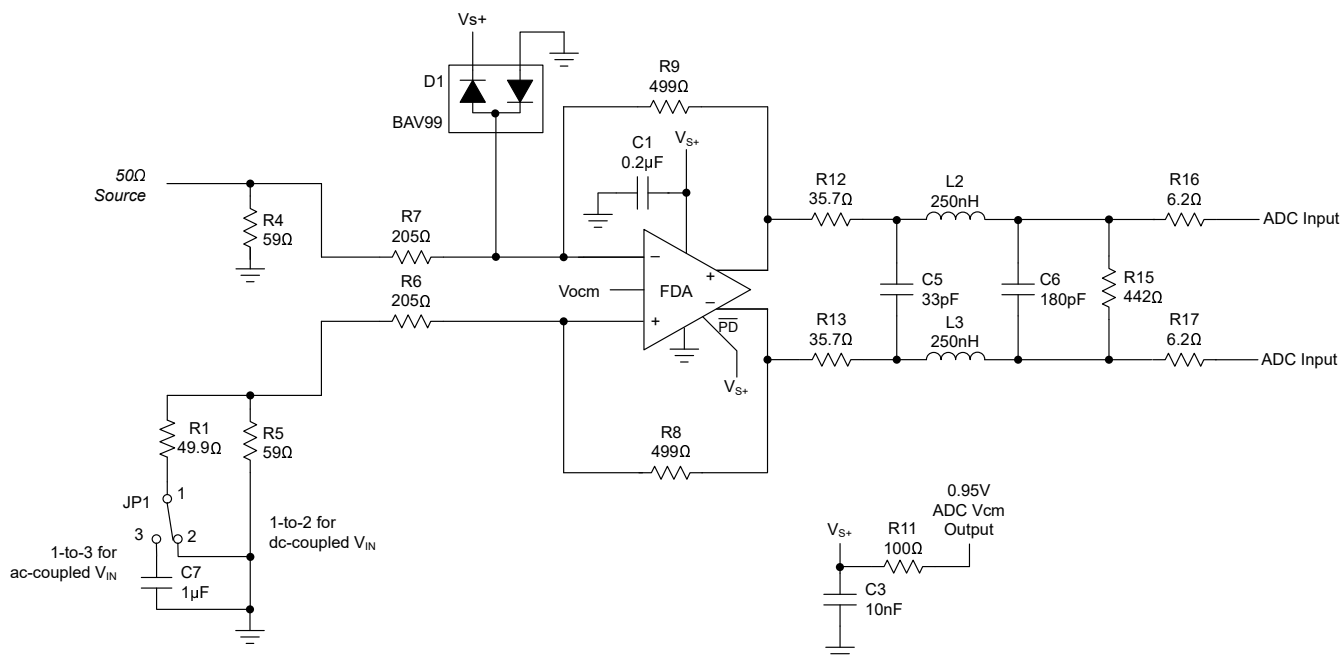 Vs+
D1
BAV99
R9
499Ω
C1
0.2µF
VS+
50Ω
Source
R4
59Ω
R7
205Ω
R6
205Ω
Vocm
FDA
−
+
+
−
PD
VS+
R12
35.7Ω
L2
250nH
R16
6.2Ω
ADC Input
C5
33pF
C6
180pF
R15
442Ω
R13
35.7Ω
L3
250nH
R17
6.2Ω
ADC Input
R8
499Ω
R1
49.9Ω
R5
59Ω
JP1
1
3
2
1-to-2 for
dc-coupled VIN
1-to-3 for
ac-coupled VIN
C7
1µF
0.95V
ADC Vcm
Output
VS+
R11
100Ω
C3
10nF